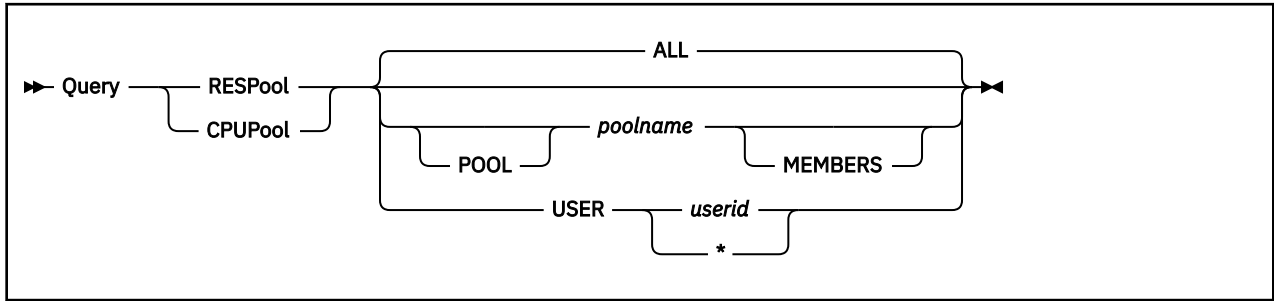 ALL
Query RESPool
CPUPool
poolname
POOL MEMBERS
USER userid
*